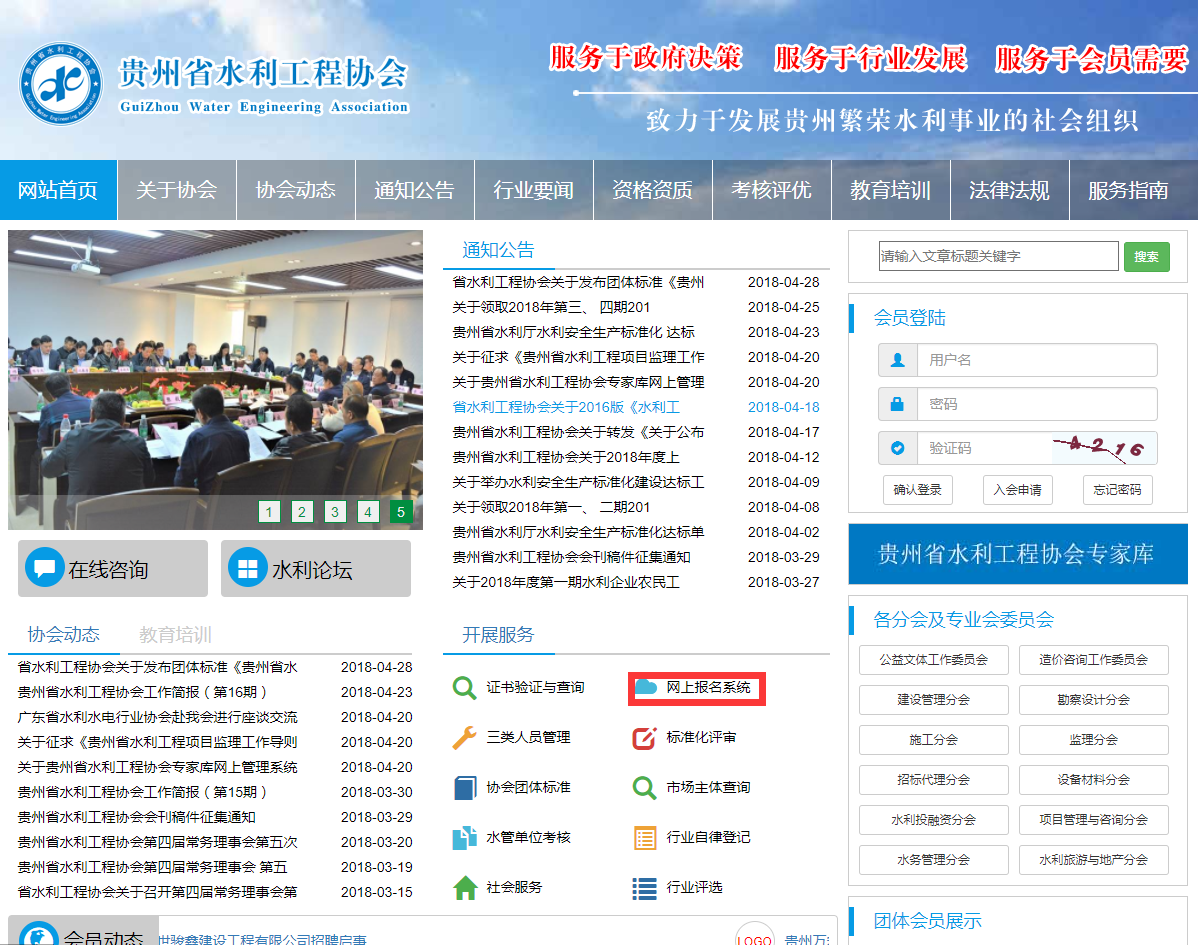 贵州省水利工程协会
GuiZhou Water Engineering Association
服务于政府决策 服务于行业发展 服务于会员需要
致力于发展贵州繁荣水利事业的社会组织
网站首页 关于协会 协会动态 通知公告 行业要闻 资格资质 考核评优 教育培训 法律法规 服务指南
1 2 3 4 5
在线咨询 水利论坛
通知公告
省水利工程协会关于发布团体标准《贵州 2018-04-28
关于领取2018年第三、 四期201 2018-04-25
贵州省水利厅水利安全生产标准化 达标 2018-04-23
关于征求《贵州省水利工程项目监理工作 2018-04-20
关于贵州省水利工程协会专家库网上管理 2018-04-20
省水利工程协会关于2016版《水利工 2018-04-18
贵州省水利工程协会关于转发《关于公布 2018-04-17
贵州省水利工程协会关于2018年度上 2018-04-12
关于举办水利安全生产标准化建设达标工 2018-04-09
关于领取2018年第一、 二期201 2018-04-08
贵州省水利厅水利安全生产标准化达标单 2018-04-02
贵州省水利工程协会会刊稿件征集通知 2018-03-29
关于2018年度第一期水利企业农民工 2018-03-27
请输入文章标题关键字 搜索
会员登陆
用户名
密码
验证码 4216
确认登录 入会申请 忘记密码
贵州省水利工程协会专家库
协会动态 教育培训
省水利工程协会关于发布团体标准《贵州省水 2018-04-28
贵州省水利工程协会工作简报（第16期） 2018-04-23
广东省水利水电行业协会赴我会进行座谈交流 2018-04-20
关于征求《贵州省水利工程项目监理工作导则 2018-04-20
关于贵州省水利工程协会专家库网上管理系统 2018-04-20
贵州省水利工程协会工作简报（第15期） 2018-03-30
贵州省水利工程协会会刊稿件征集通知 2018-03-29
贵州省水利工程协会第四届常务理事会第五次 2018-03-20
贵州省水利工程协会第四届常务理事会 第五 2018-03-19
省水利工程协会关于召开第四届常务理事会第 2018-03-15
开展服务
证书验证与查询 网上报名系统
三类人员管理 标准化评审
协会团体标准 市场主体查询
水管单位考核 行业自律登记
社会服务 行业评选
各分会及专业会委员会
公益文体工作委员会 造价咨询工作委员会
建设管理分会 勘察设计分会
施工分会 监理分会
招标代理分会 设备材料分会
水利投融资分会 项目管理与咨询分会
水务管理分会 水利旅游与地产分会
团体会员展示
会员动态 世骏鑫建设工程有限公司招聘启事 LOGO 贵州万